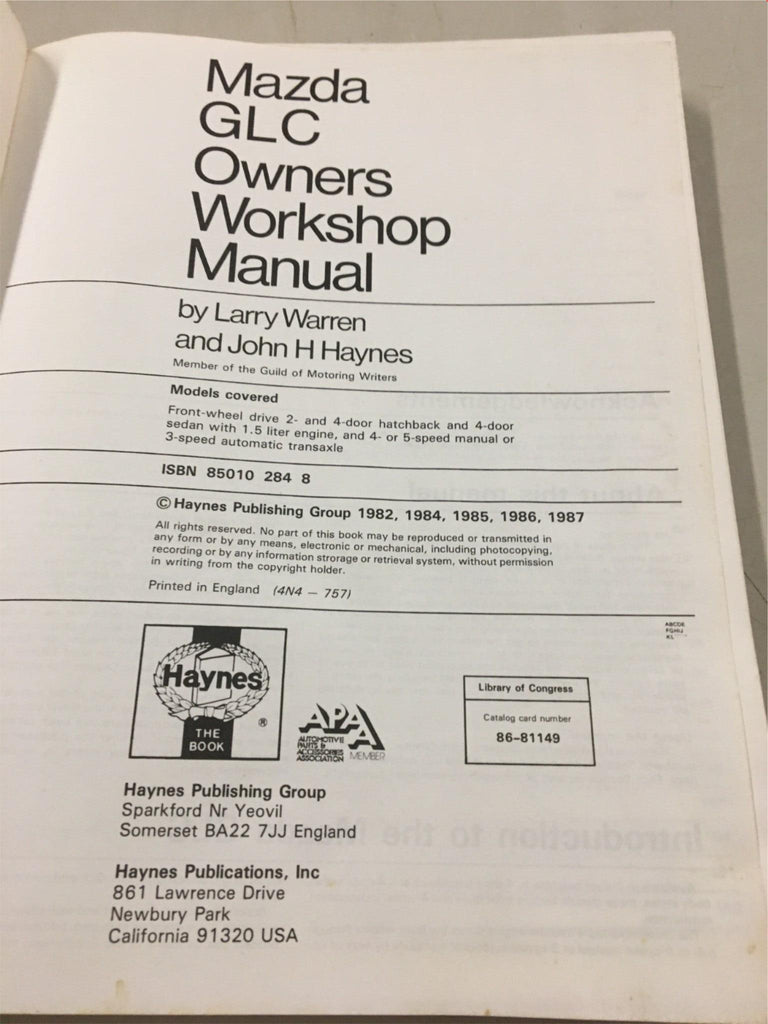 Mazda
GLC
Owners
Workshop
Manual
by Larry Warren
and John H Haynes
Member of the Guild of Motoring Writers
Models covered
Front-wheel drive 2- and 4-door hatchback and 4-door
sedan with 1.5 liter engine, and 4- or 5-speed manual or
3-speed automatic transaxle
ISBN 85010 284 8
© Haynes Publishing Group 1982, 1984, 1985, 1986, 1987
All rights reserved. No part of this book may be reproduced or transmitted in
any form or by any means, electronic or mechanical, including photocopying,
recording or by any information strorage or retrieval system, without permission
in writing from the copyright holder.
Printed in England (4N4 – 757)
ABCDE
FGHIJ
KL
Haynes
®
THE
BOOK
APAA
AUTOMOTIVE
PARTS &
ACCESSORIES
ASSOCIATION
MEMBER
Library of Congress
Catalog card number
86-81149
Haynes Publishing Group
Sparkford Nr Yeovil
Somerset BA22 7JJ England
Haynes Publications, Inc
861 Lawrence Drive
Newbury Park
California 91320 USA